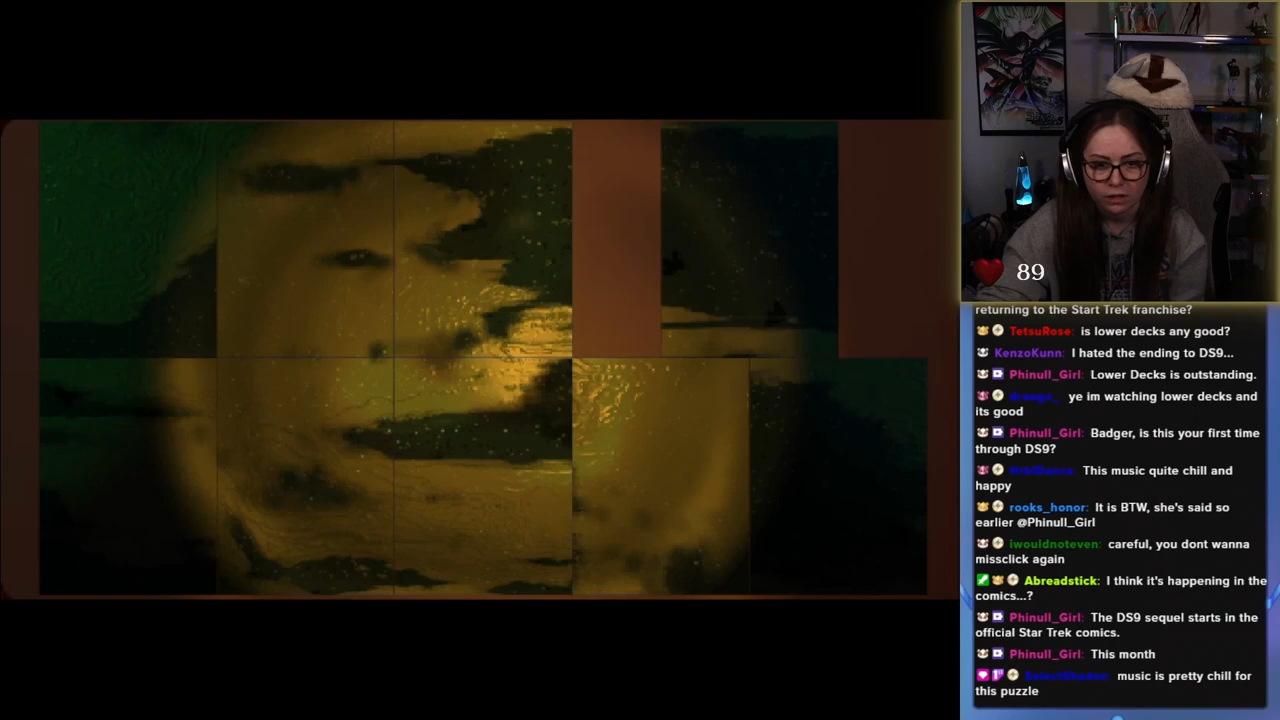 89
returning to the Start Trek franchise?
TetsuRose: is lower decks any good?
KenzoKunn: I hated the ending to DS9...
Phinull_Girl: Lower Decks is outstanding.
ye im watching lower decks and
its good
Phinull_Girl: Badger, is this your first time
through DS9?
This music quite chill and
happy
rooks_honor: It is BTW, she's said so
earlier @Phinull_Girl
iwouldnoteven: careful, you dont wanna
missclick again
Abreadstick: I think it's happening in the
comics...?
Phinull_Girl: The DS9 sequel starts in the
official Star Trek comics.
Phinull_Girl: This month
music is pretty chill for
this puzzle